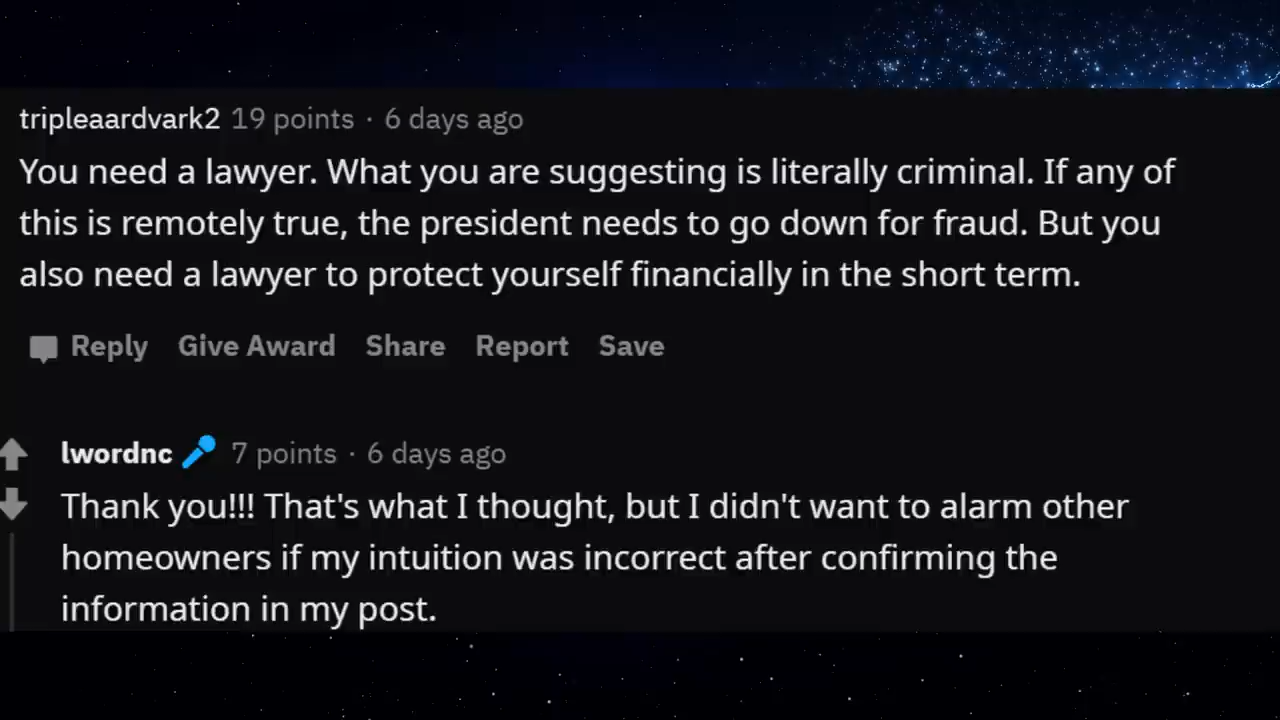 tripleaardvark2 19 points · 6 days ago
You need a lawyer. What you are suggesting is literally criminal. If any of
this is remotely true, the president needs to go down for fraud. But you
also need a lawyer to protect yourself financially in the short term.
Reply Give Award Share Report Save
lwordnc 7 points · 6 days ago
Thank you!!! That's what I thought, but I didn't want to alarm other
homeowners if my intuition was incorrect after confirming the
information in my post.